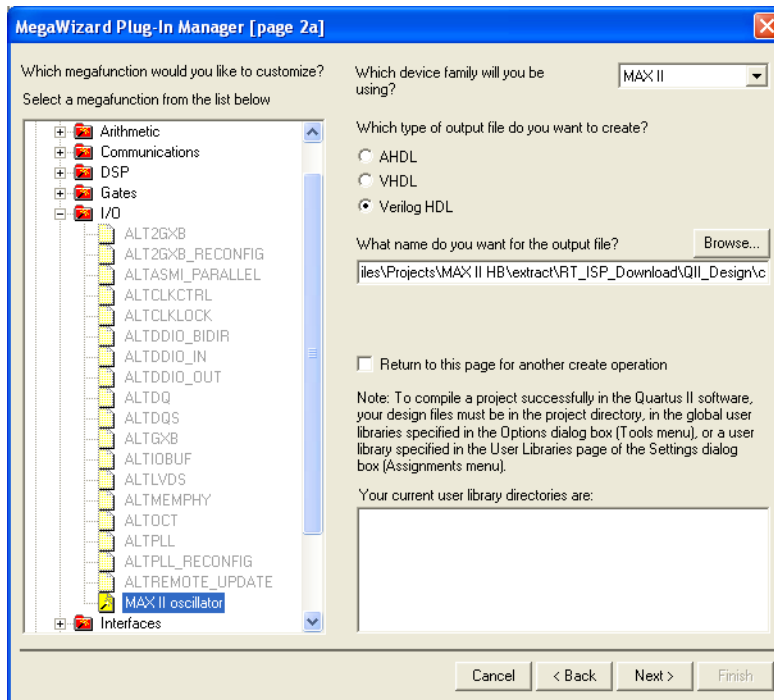 MegaWizard Plug-In Manager [page 2a]
Which megafunction would you like to customize?
Select a megafunction from the list below
Arithmetic
Communications
DSP
Gates
I/O
ALT2GXB
ALT2GXB_RECONFIG
ALTASMI_PARALLEL
ALTCLKCTRL
ALTCLKLOCK
ALTDDIO_BIDIR
ALTDDIO_IN
ALTDDIO_OUT
ALTDQ
ALTDQS
ALTGXB
ALTIOBUF
ALTLVDS
ALTMEMPHY
ALTOCT
ALTPLL
ALTPLL_RECONFIG
ALTREMOTE_UPDATE
MAX II oscillator
Interfaces
Which device family will you be
using?
MAX II
Which type of output file do you want to create?
AHDL
VHDL
Verilog HDL
What name do you want for the output file?
Browse...
iles\Projects\MAX II HB\extract\RT_ISP_Download\QII_Design\c
Return to this page for another create operation
Note: To compile a project successfully in the Quartus II software,
your design files must be in the project directory, in the global user
libraries specified in the Options dialog box (Tools menu), or a user
library specified in the User Libraries page of the Settings dialog
box (Assignments menu).
Your current user library directories are:
Cancel
< Back
Next >
Finish